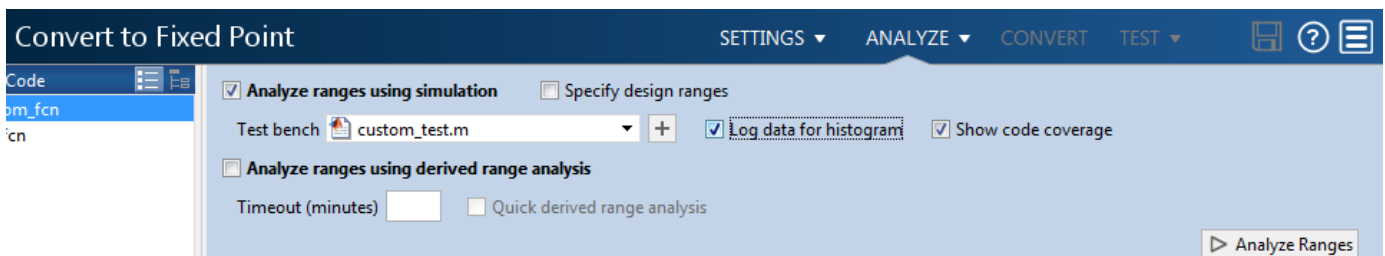 Convert to Fixed Point SETTINGS ANALYZE CONVERT TEST
Code
om_fcn
fcn
Analyze ranges using simulation Specify design ranges
Test bench custom_test.m + Log data for histogram Show code coverage
Analyze ranges using derived range analysis
Timeout (minutes) Quick derived range analysis
Analyze Ranges